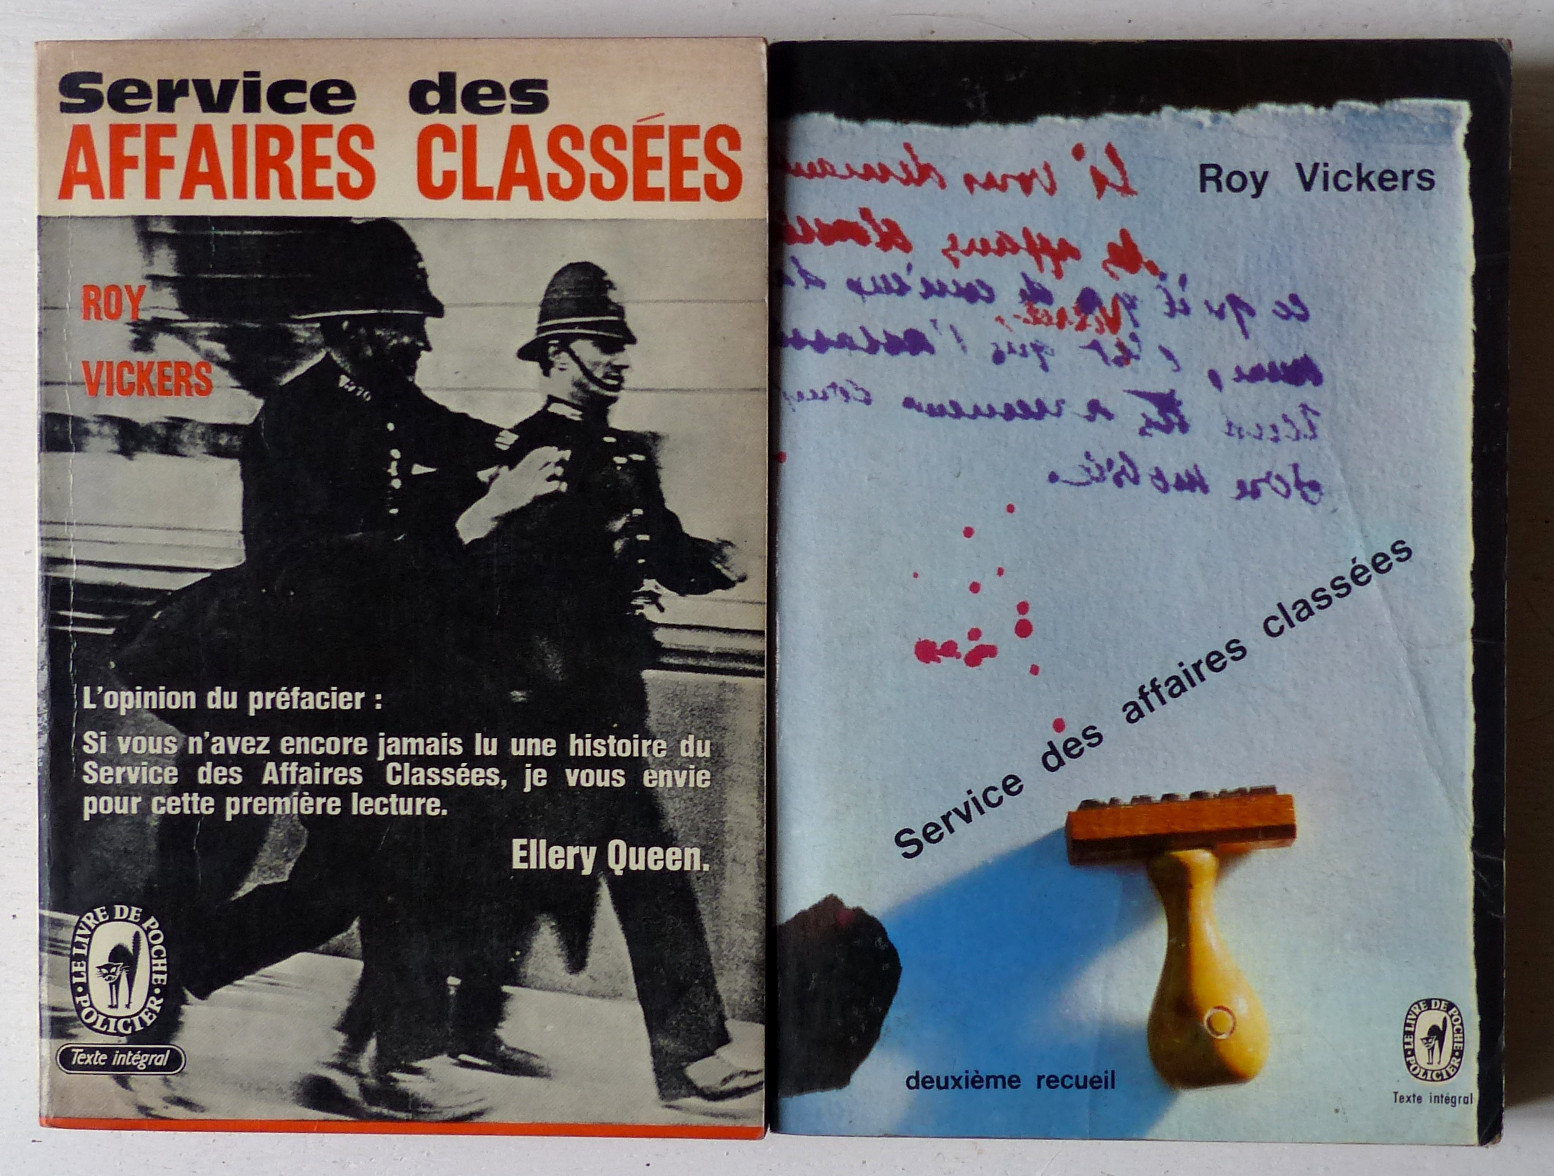 Service des
AFFAIRES CLASSÉES
ROY
VICKERS
L'opinion du préfacier :
Si vous n'avez encore jamais lu une histoire du
Service des Affaires Classées, je vous envie
pour cette première lecture.
Ellery Queen.
LE LIVRE DE POCHE
POLICIER
Texte intégral
Roy Vickers
Service des affaires classées
deuxième recueil
LE LIVRE DE POCHE
POLICIER
Texte intégral